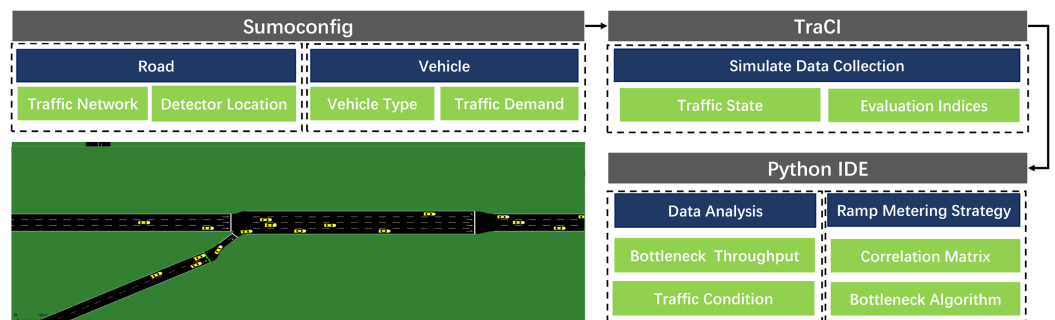 Sumoconfig
Road
Vehicle
Traffic Network
Detector Location
Vehicle Type
Traffic Demand
TraCI
Simulate Data Collection
Traffic State
Evaluation Indices
Python IDE
Data Analysis
Ramp Metering Strategy
Bottleneck Throughput
Correlation Matrix
Traffic Condition
Bottleneck Algorithm